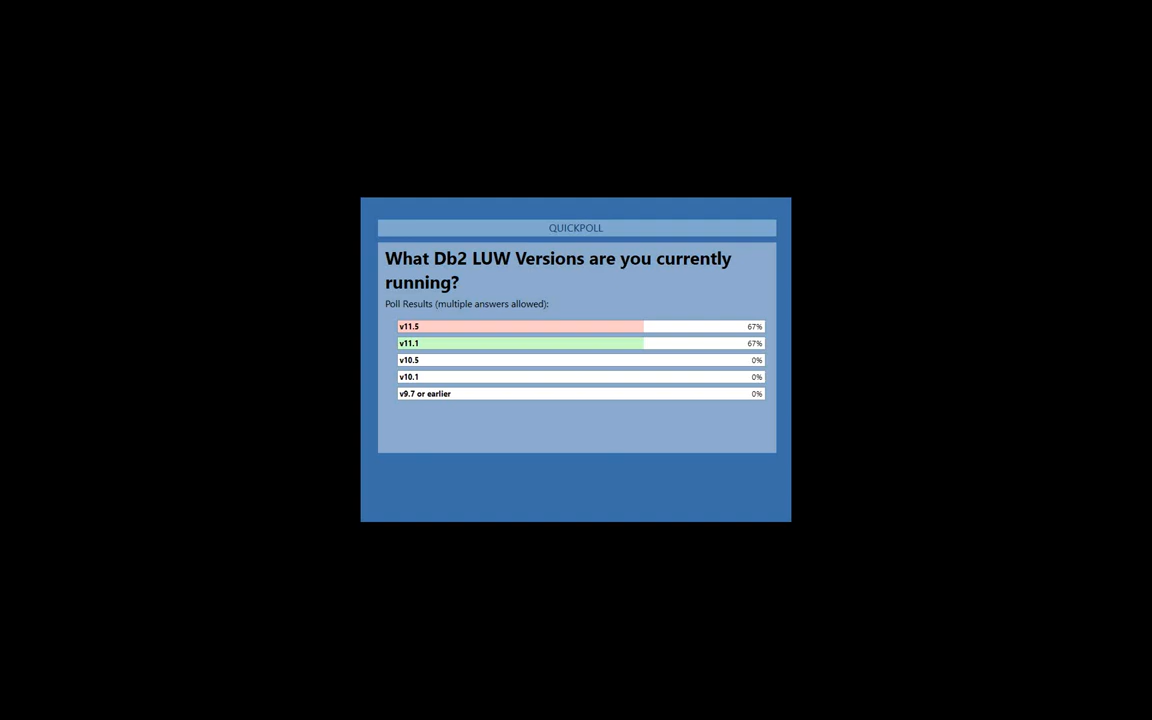 QUICKPOLL
What Db2 LUW Versions are you currently
running?
Poll Results (multiple answers allowed):
v11.5 67%
v11.1 67%
v10.5 0%
v10.1 0%
v9.7 or earlier 0%